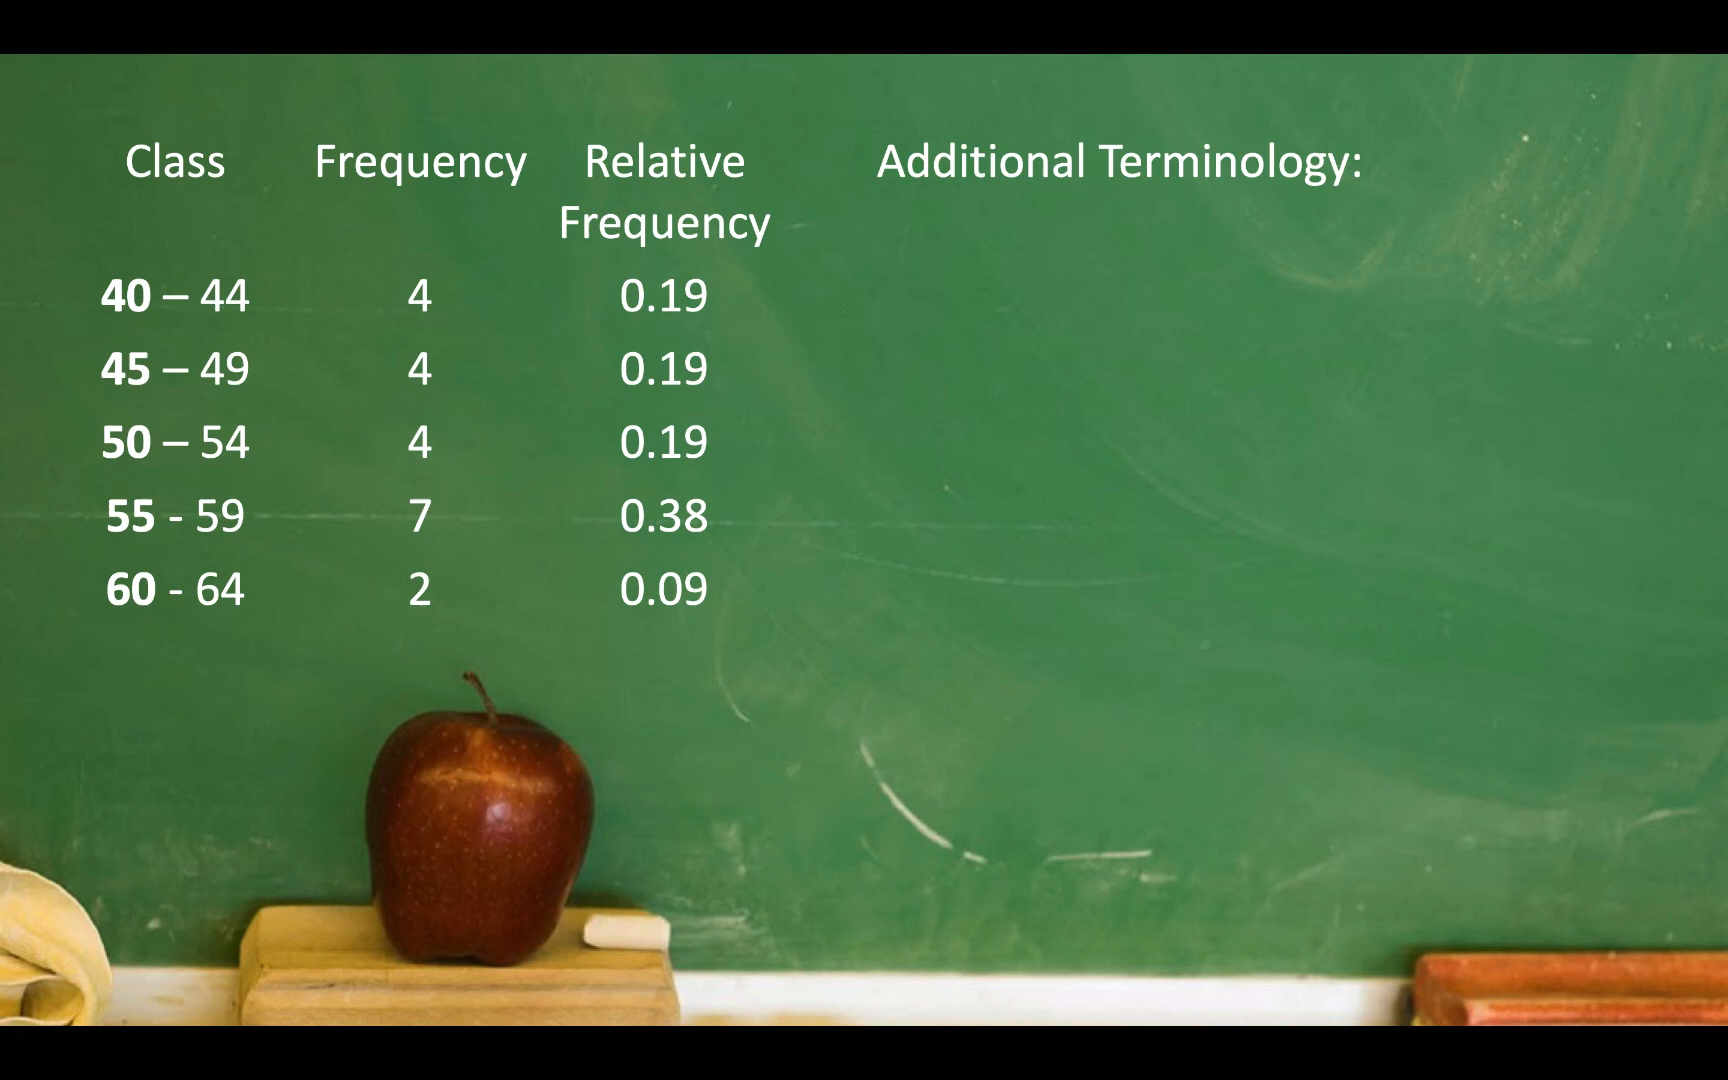 Class Frequency Relative Frequency Additional Terminology:
40 – 44 4 0.19
45 – 49 4 0.19
50 – 54 4 0.19
55 - 59 7 0.38
60 - 64 2 0.09